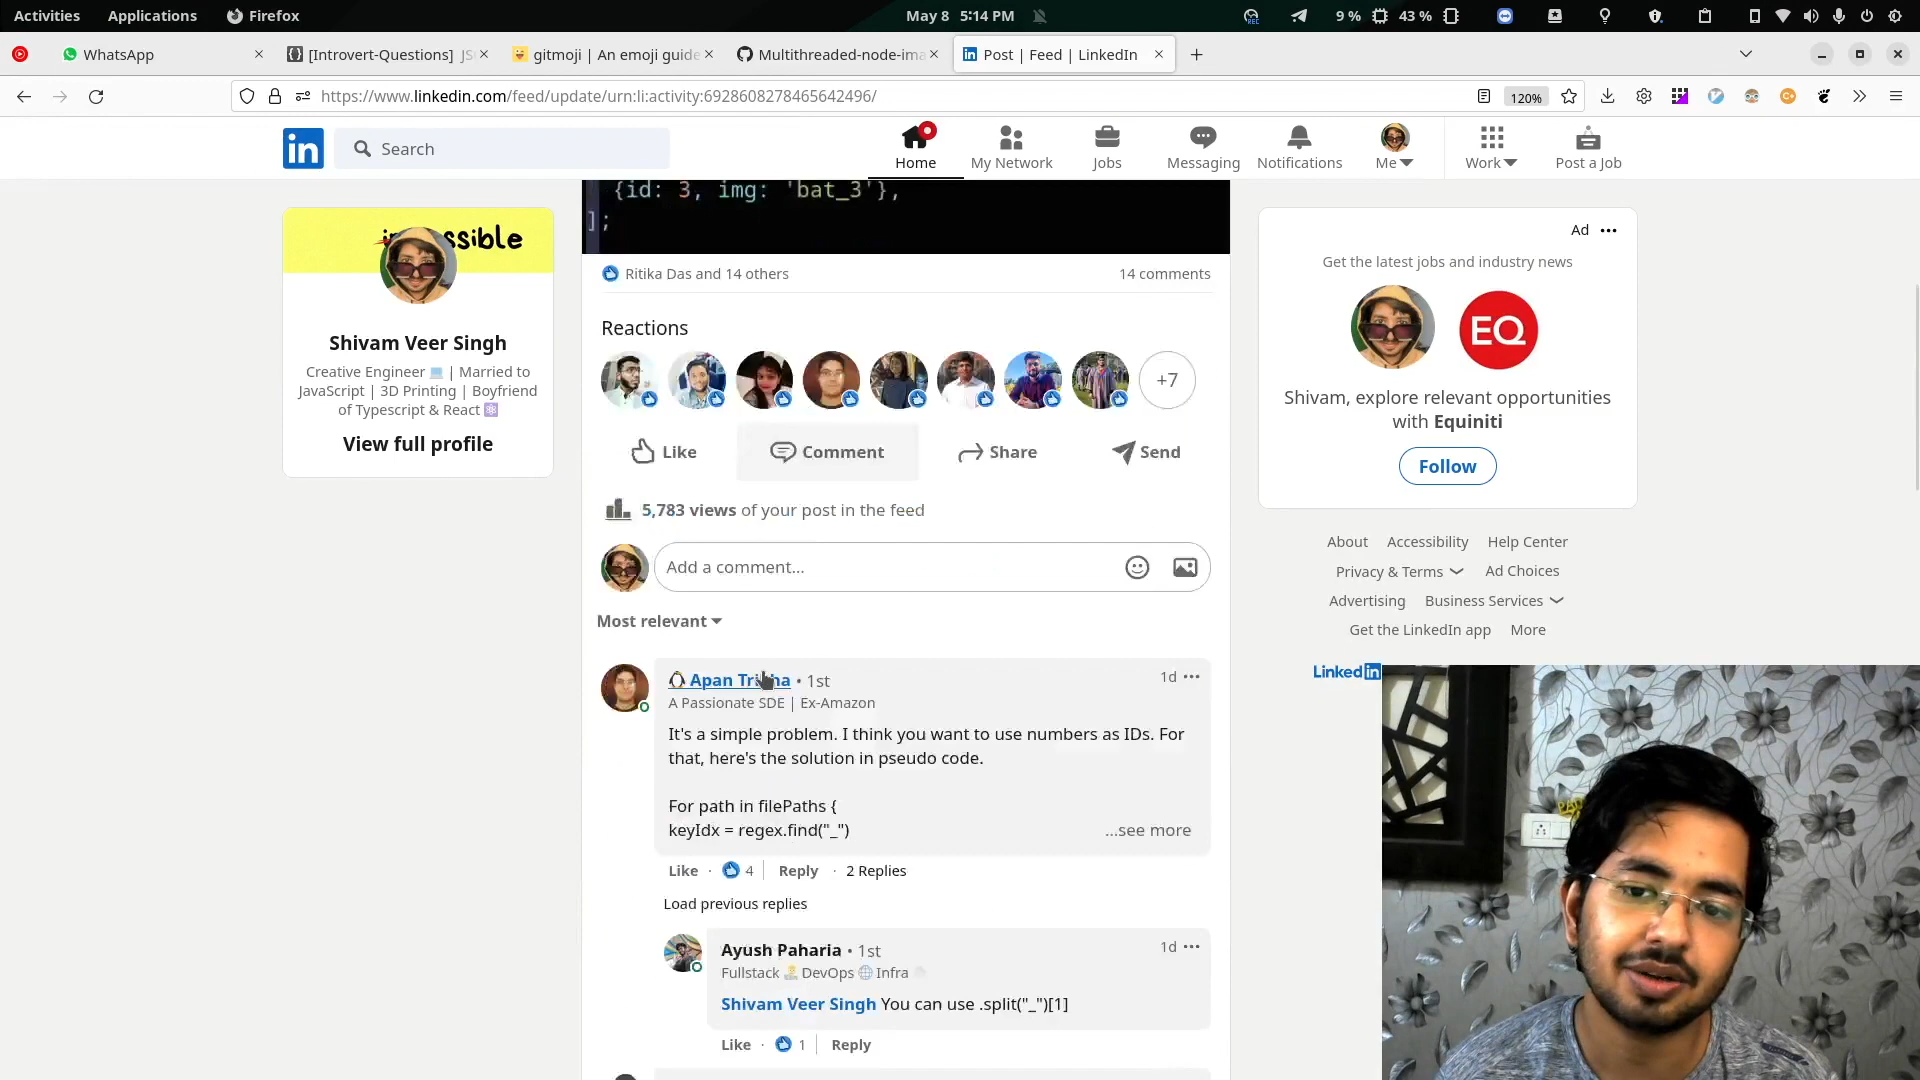 Activities
Applications
Firefox
May 8 5:14 PM
REC
9 %
43 %
WhatsApp
[Introvert-Questions] JS
gitmoji | An emoji guide
Multithreaded-node-ima
Post | Feed | LinkedIn
https://www.linkedin.com/feed/update/urn:li:activity:6928608278465642496/
120%
in
Search
Home
My Network
Jobs
Messaging
Notifications
Me
Work
Post a Job
{id: 3, img: 'bat_3'},
];
Ritika Das and 14 others
14 comments
Reactions
+7
Like
Comment
Share
Send
5,783 views of your post in the feed
Add a comment...
Most relevant
Apan
• 1st
1d
A Passionate SDE | Ex-Amazon
It's a simple problem. I think you want to use numbers as IDs. For
that, here's the solution in pseudo code.
For path in filePaths {
keyIdx = regex.find("_")
...see more
Like · 4 | Reply · 2 Replies
Load previous replies
Ayush Paharia • 1st
1d
Fullstack DevOps Infra
Shivam Veer Singh You can use .split("_")[1]
Like · 1 | Reply
Shivam Veer Singh
Creative Engineer | Married to
JavaScript | 3D Printing | Boyfriend
of Typescript & React
View full profile
Ad
Get the latest jobs and industry news
EQ
Shivam, explore relevant opportunities
with Equiniti
Follow
About
Accessibility
Help Center
Privacy & Terms
Ad Choices
Advertising
Business Services
Get the LinkedIn app
More
LinkedIn